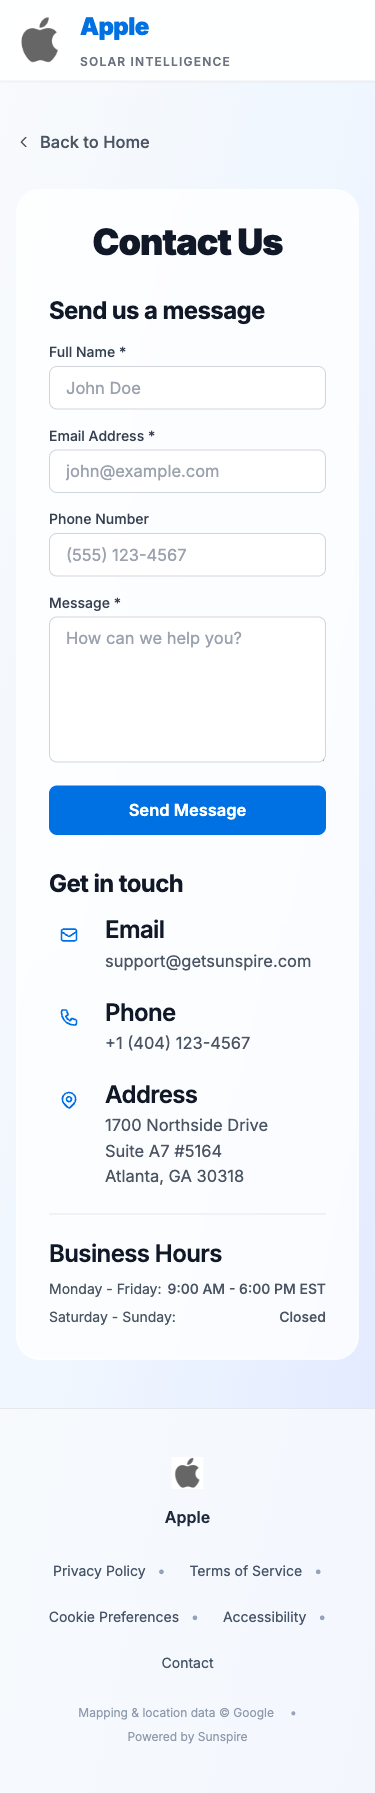 Apple
SOLAR INTELLIGENCE
Back to Home
Contact Us
Send us a message
Full Name *
John Doe
Email Address *
john@example.com
Phone Number
(555) 123-4567
Message *
How can we help you?
Send Message
Get in touch
Email
support@getsunspire.com
Phone
+1 (404) 123-4567
Address
1700 Northside Drive
Suite A7 #5164
Atlanta, GA 30318
Business Hours
Monday - Friday: 9:00 AM - 6:00 PM EST
Saturday - Sunday: Closed
Apple
Privacy Policy • Terms of Service •
Cookie Preferences • Accessibility •
Contact
Mapping & location data © Google •
Powered by Sunspire